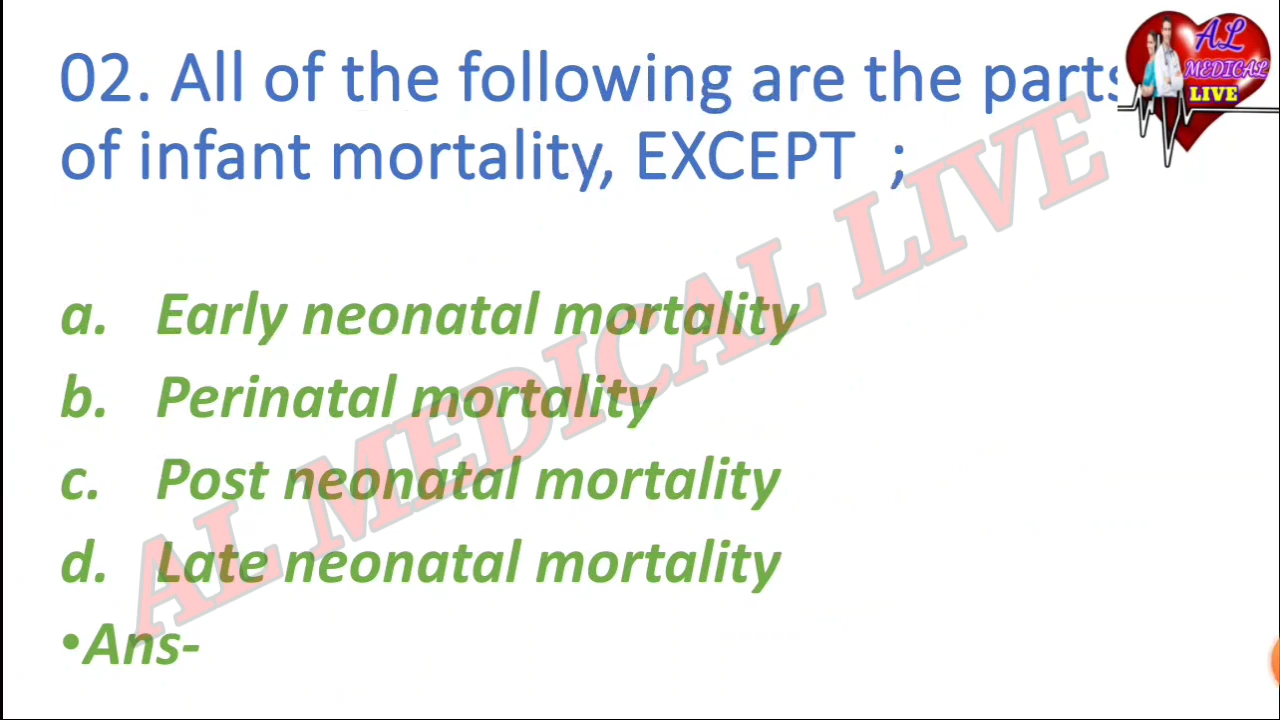 02. All of the following are the parts
of infant mortality, EXCEPT ;
a. Early neonatal mortality
b. Perinatal mortality
c. Post neonatal mortality
d. Late neonatal mortality
•Ans-
AL MEDICAL LIVE
AL
MEDICAL
LIVE